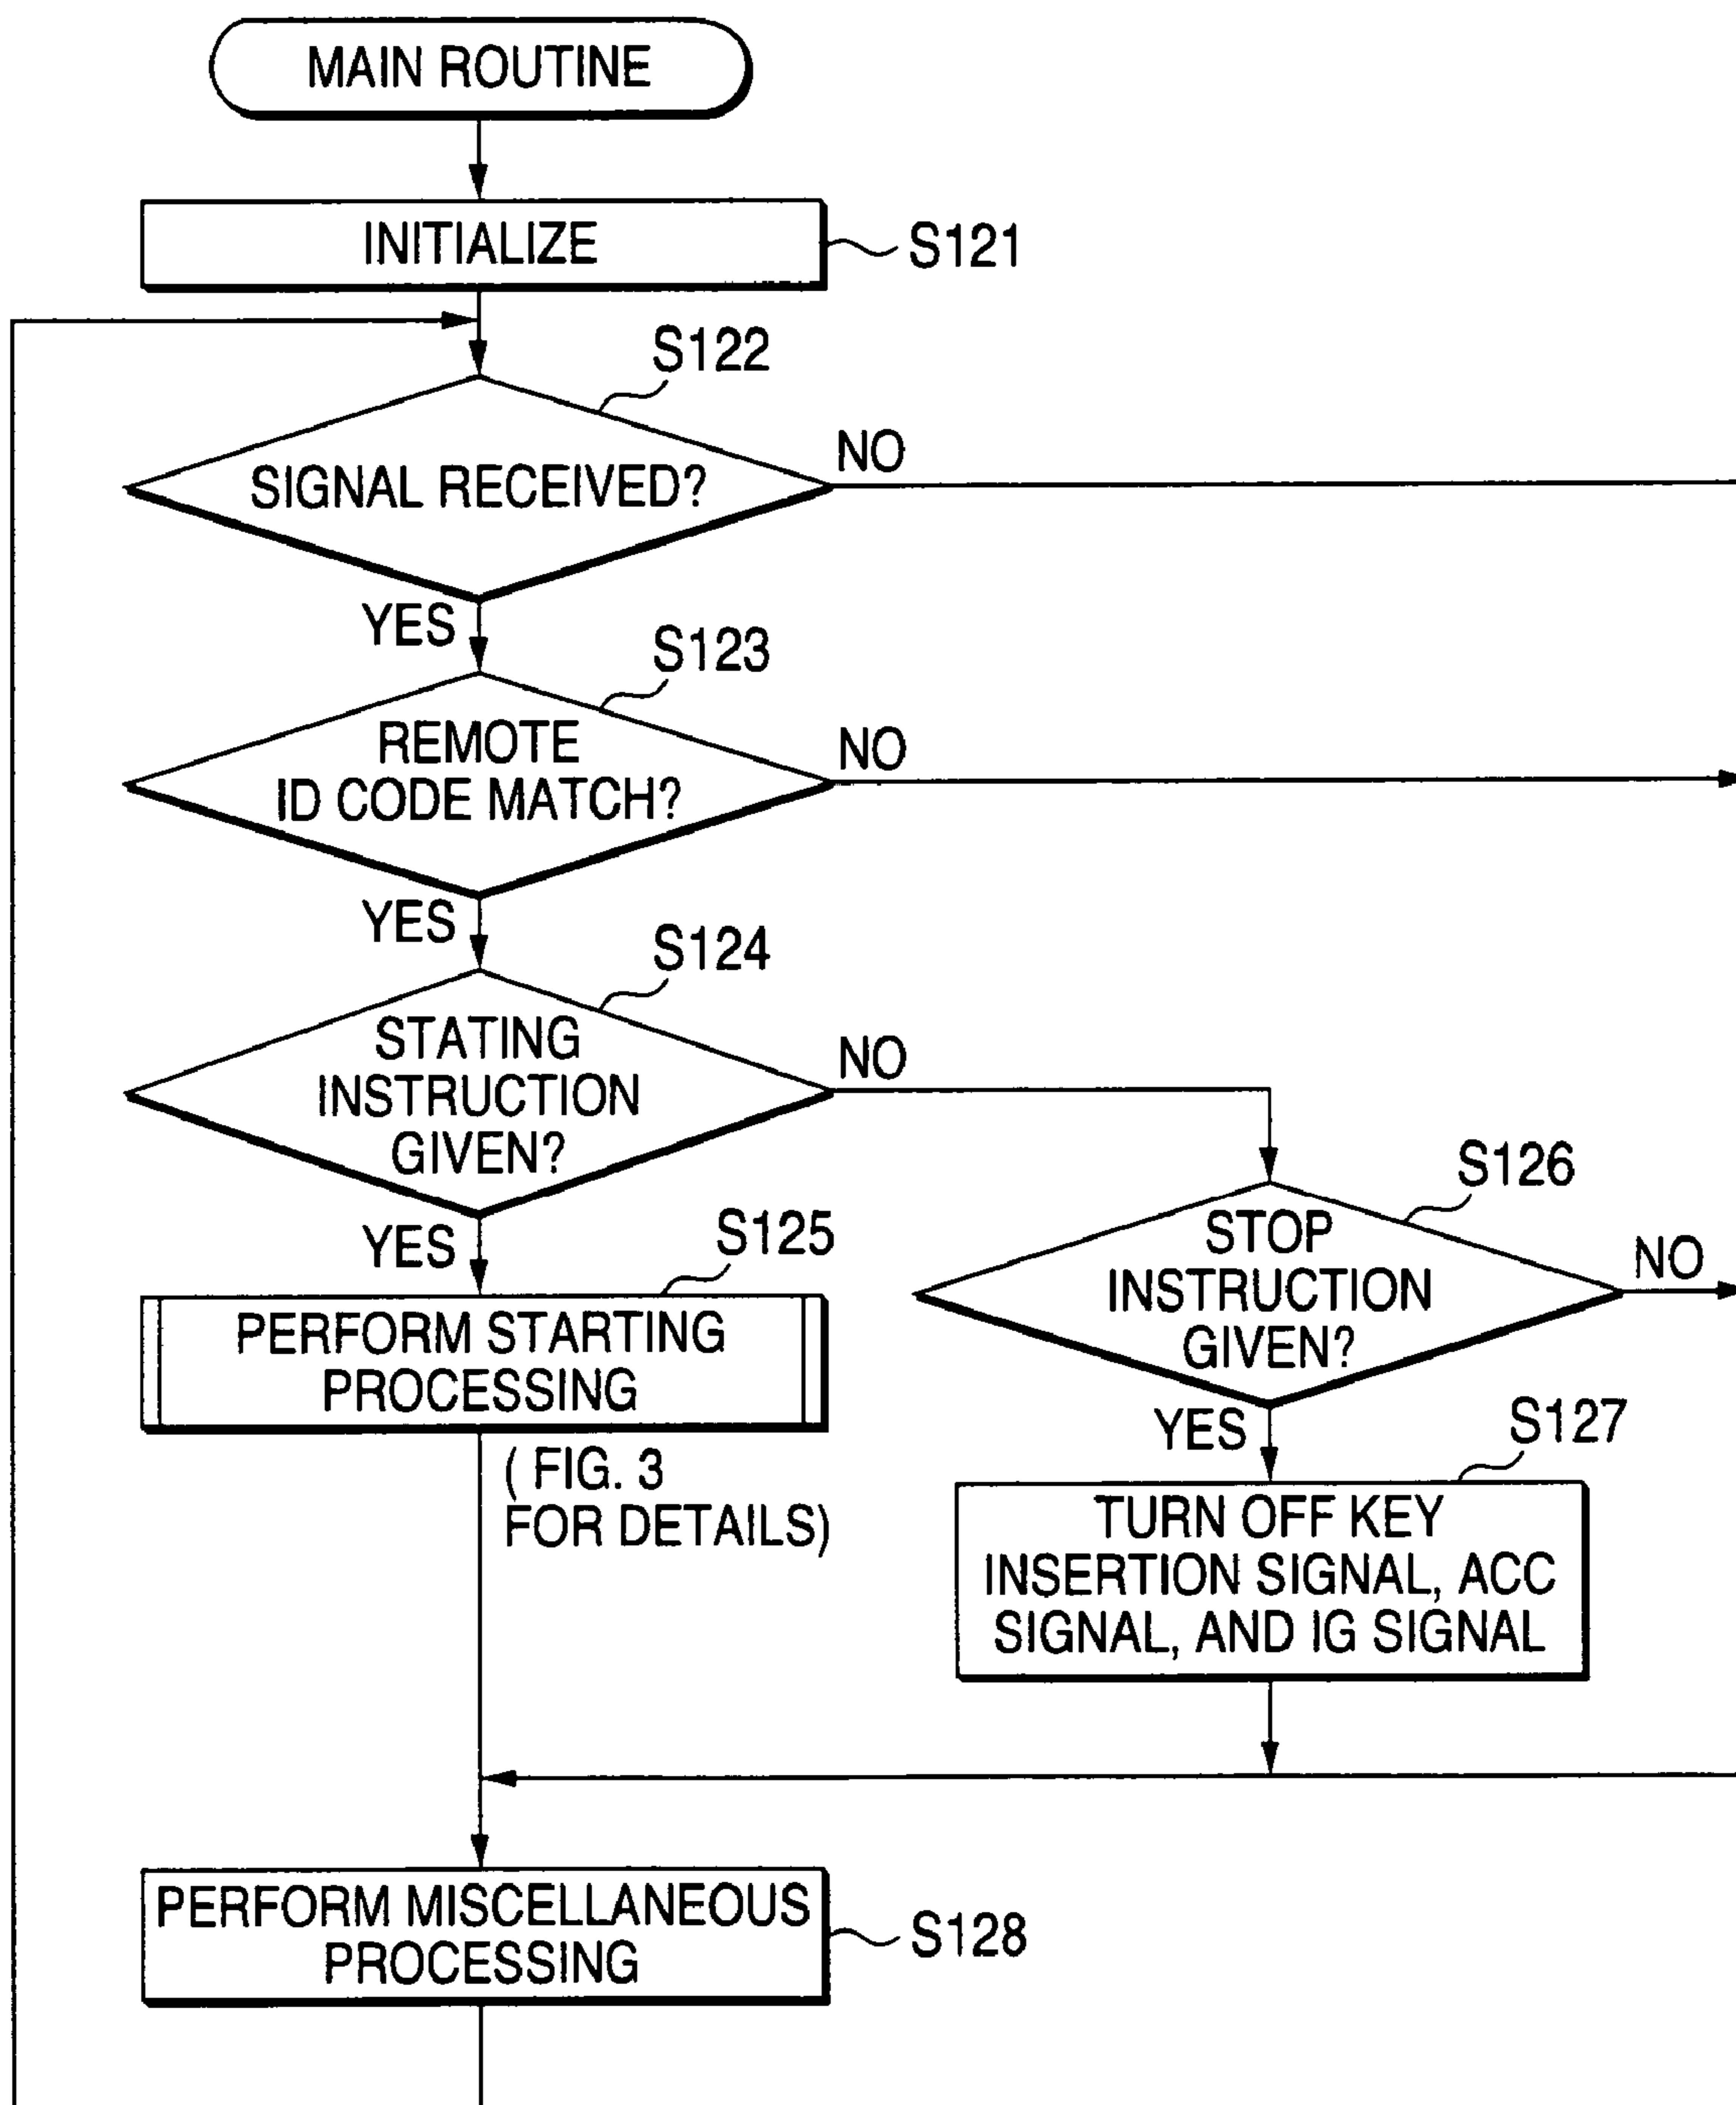 MAIN ROUTINE
INITIALIZE
S121
S122
SIGNAL RECEIVED?
NO
YES
S123
REMOTE
ID CODE MATCH?
NO
YES
S124
STATING
INSTRUCTION
GIVEN?
NO
YES
S125
PERFORM STARTING
PROCESSING
( FIG. 3
FOR DETAILS)
S126
STOP
INSTRUCTION
GIVEN?
NO
YES
S127
TURN OFF KEY
INSERTION SIGNAL, ACC
SIGNAL, AND IG SIGNAL
PERFORM MISCELLANEOUS
PROCESSING
S128